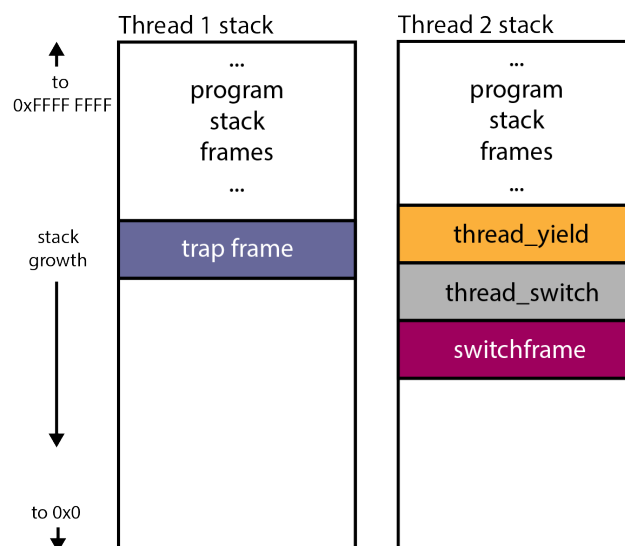 Thread 1 stack
Thread 2 stack
to
0xFFFF FFFF
...
program
stack
frames
...
...
program
stack
frames
...
stack
growth
trap frame
thread_yield
thread_switch
switchframe
to 0x0